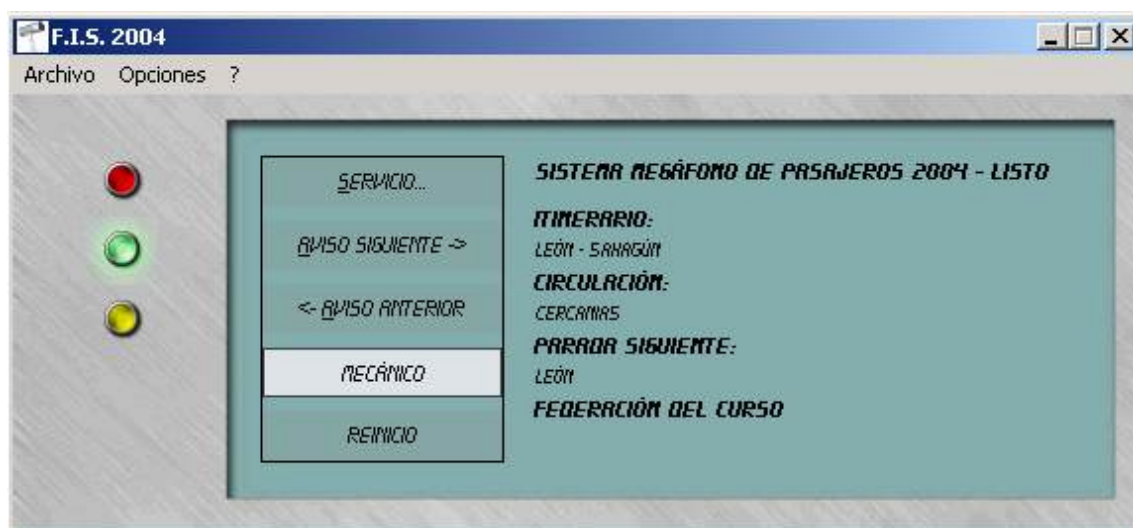 F.I.S. 2004
Archivo Opciones ?
SERVICIO...
AVISO SIGUIENTE ->
<- AVISO ANTERIOR
MECÁNICO
REINICIO
SISTEMA MEGÁFONO DE PASAJEROS 2004 - LISTO
ITINERARIO:
LEÓN - SAHAGÚN
CIRCULACIÓN:
CERCANIAS
PARADA SIGUIENTE:
LEÓN
FEDERACIÓN DEL CURSO